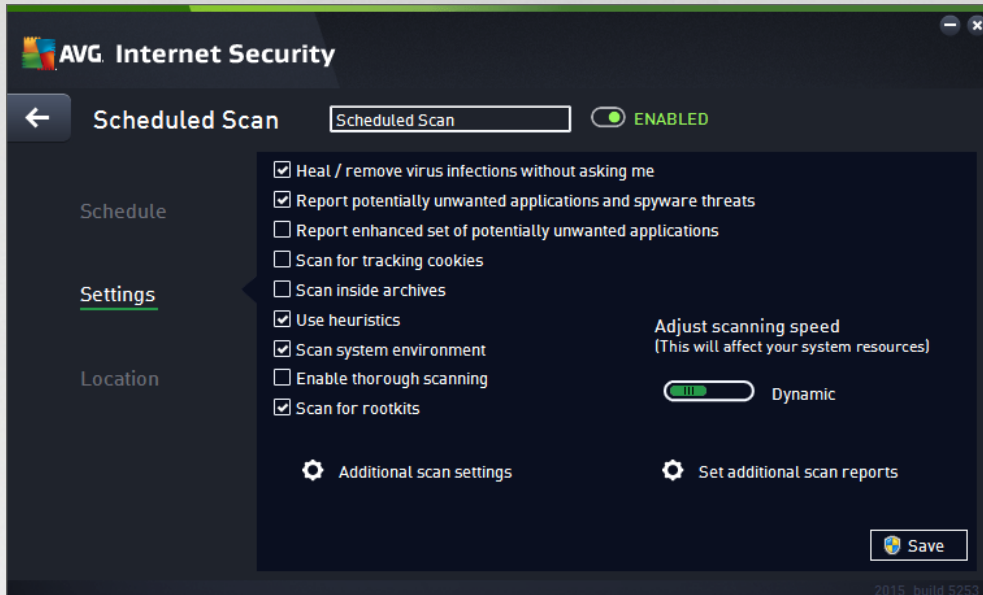 AVG. Internet Security
Scheduled Scan
Scheduled Scan
ENABLED
Schedule
Settings
Location
Heal / remove virus infections without asking me
Report potentially unwanted applications and spyware threats
Report enhanced set of potentially unwanted applications
Scan for tracking cookies
Scan inside archives
Use heuristics
Scan system environment
Enable thorough scanning
Scan for rootkits
Adjust scanning speed
(This will affect your system resources)
Dynamic
Additional scan settings
Set additional scan reports
Save
2015 build 5253